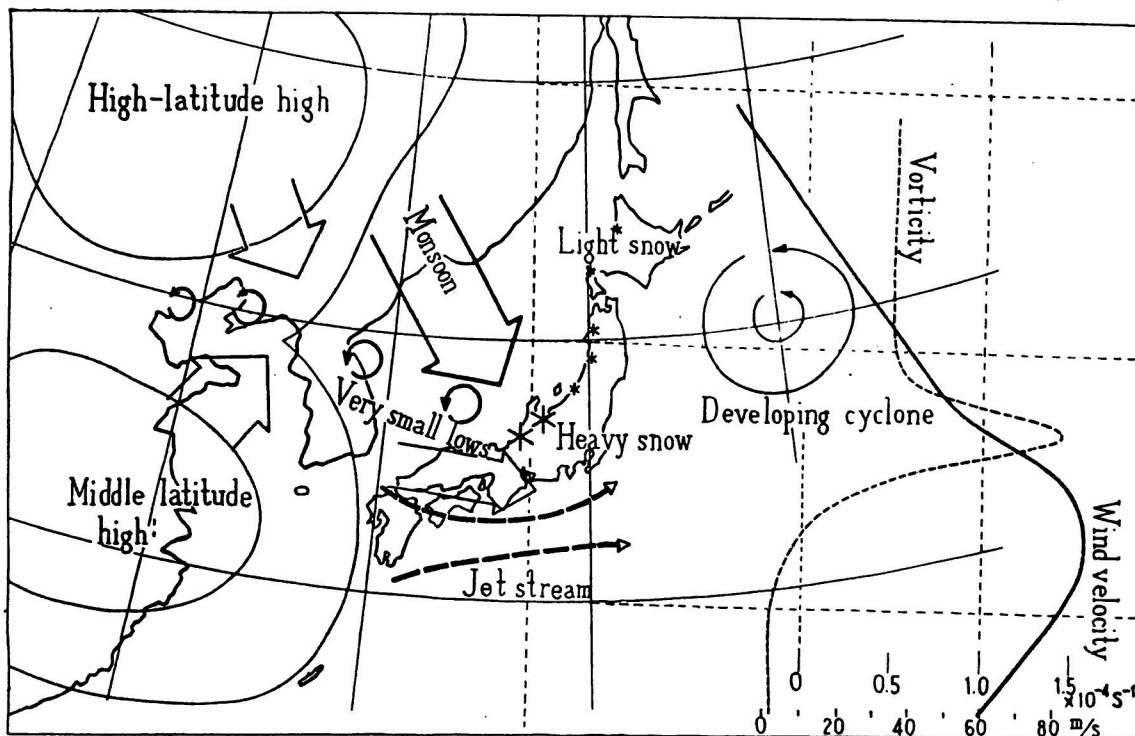 High-latitude high
Monsoon
Light snow
Vorticity
Very small lows
Heavy snow
Developing cyclone
Middle latitude
high
Jet stream
Wind velocity
0 0.5 1.0 1.5
×10⁻⁴ s⁻¹
0 20 40 60 80 m/s